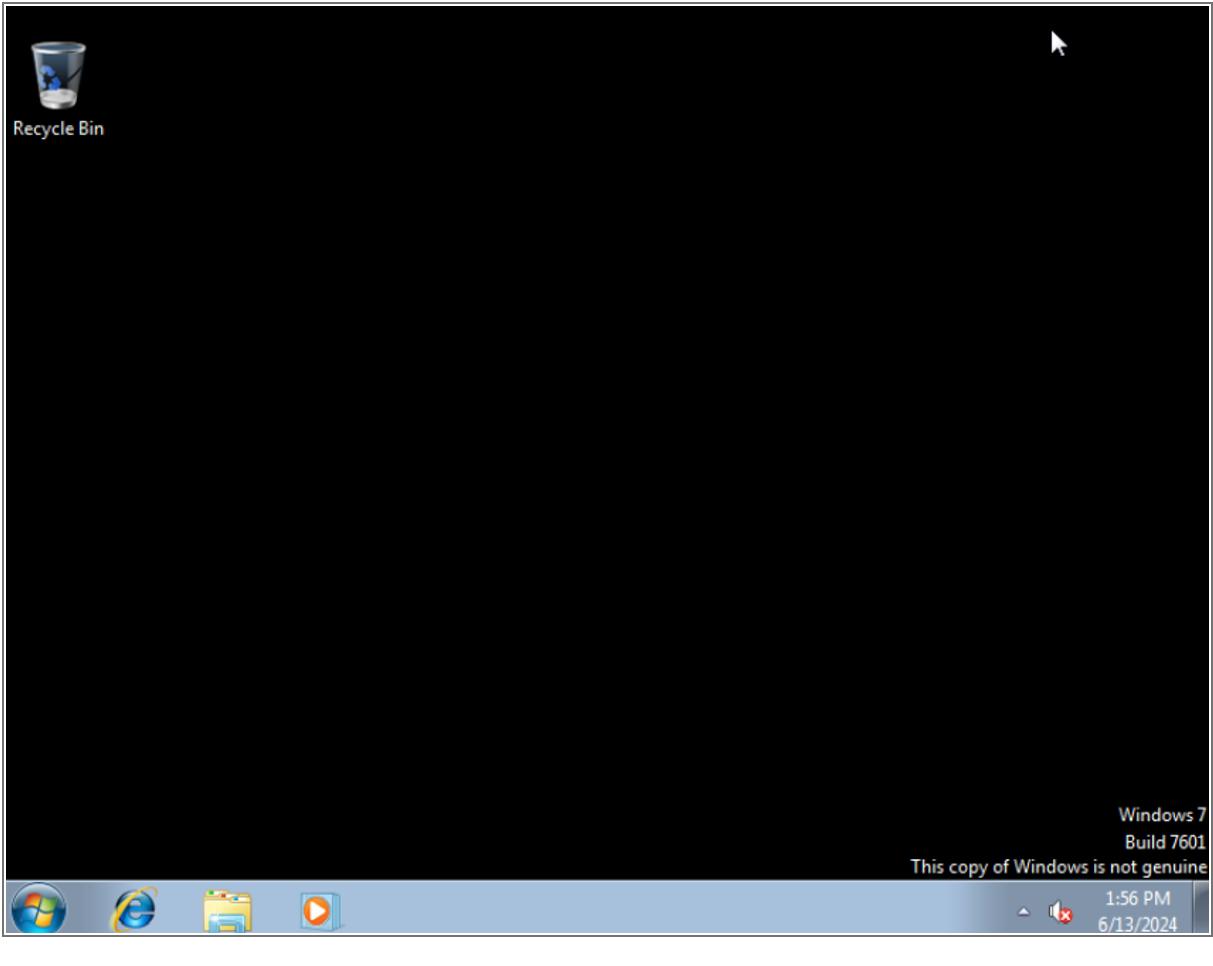 Recycle Bin
Windows 7
Build 7601
This copy of Windows is not genuine
1:56 PM
6/13/2024